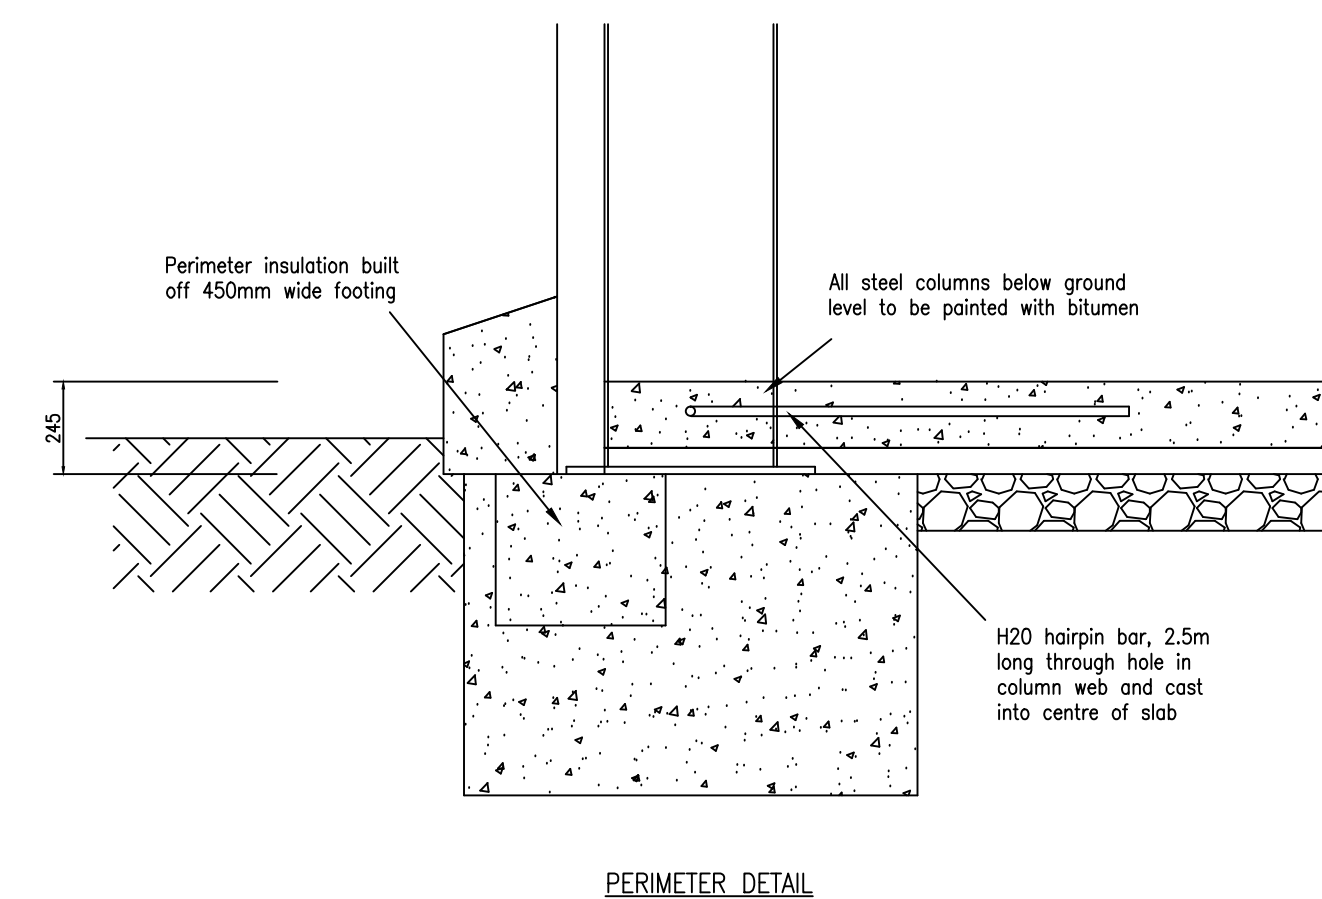 Perimeter insulation built
off 450mm wide footing
All steel columns below ground
level to be painted with bitumen
245
H20 hairpin bar, 2.5m
long through hole in
column web and cast
into centre of slab
PERIMETER DETAIL